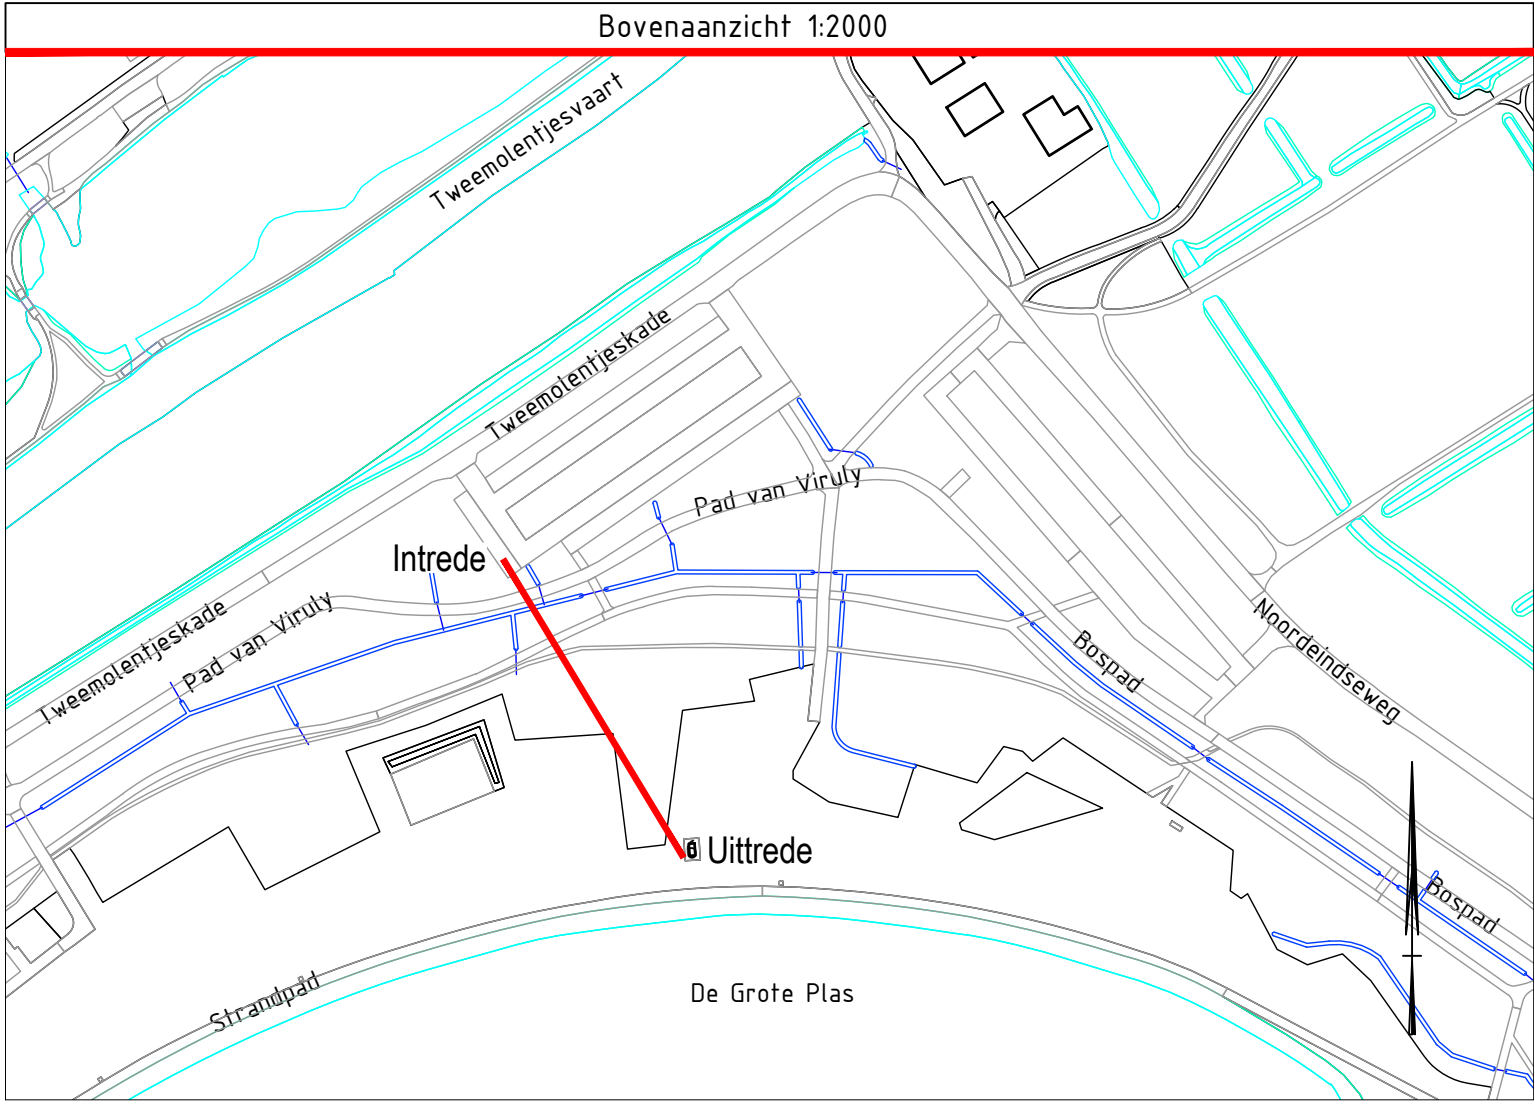 Bovenaanzicht 1:2000
Tweemolentjesvaart
Tweemolentjeskade
Pad van Viruly
Intrede
Tweemolentjeskade
Pad van Viruly
Noordeindseweg
Bospad
Uittrede
Bospad
De Grote Plas
Strandpad